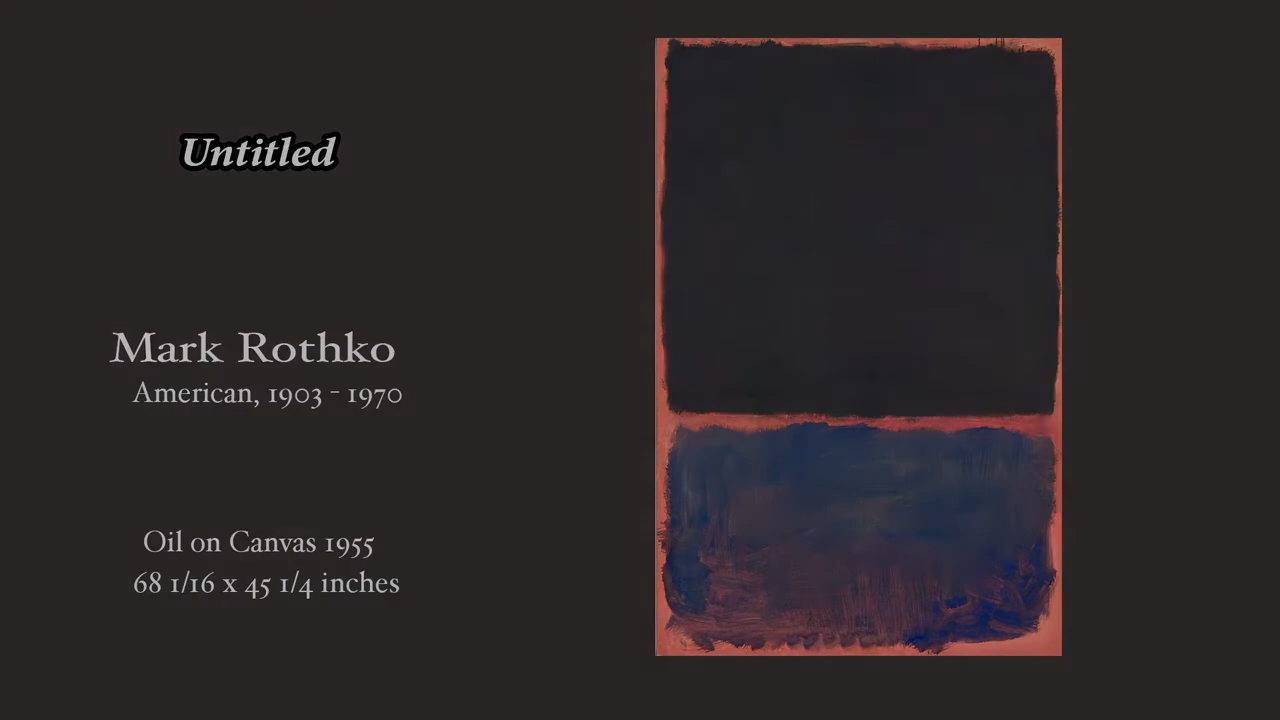 Untitled
Mark Rothko
American, 1903 - 1970
Oil on Canvas 1955
68 1/16 x 45 1/4 inches